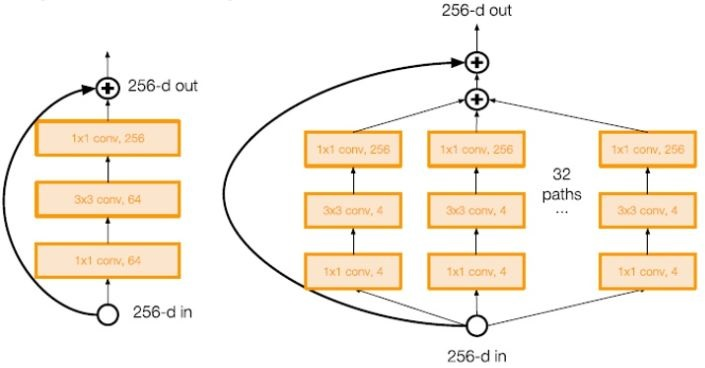 256-d out
1x1 conv, 256
3x3 conv, 64
1x1 conv, 64
256-d in
256-d out
1x1 conv, 256
1x1 conv, 256
1x1 conv, 256
32
paths
...
3x3 conv, 4
3x3 conv, 4
3x3 conv, 4
1x1 conv, 4
1x1 conv, 4
1x1 conv, 4
256-d in